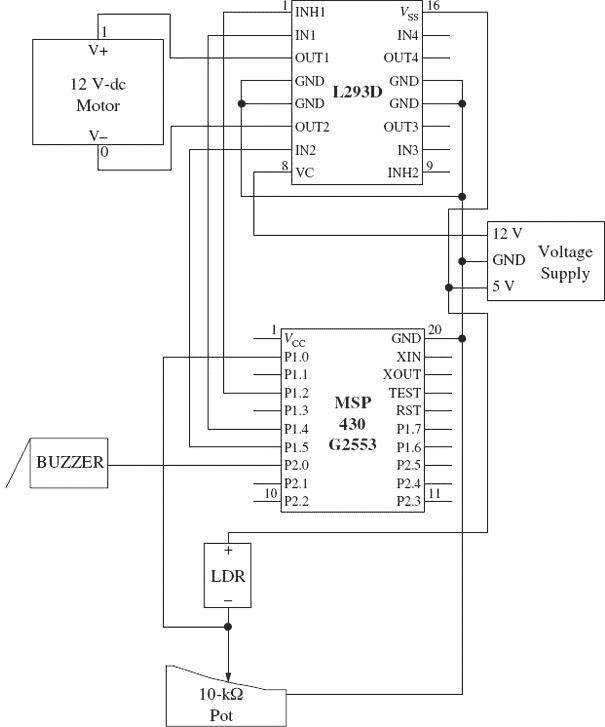 1
INH1
V_SS
16
IN1
IN4
OUT1
OUT4
GND
GND
L293D
GND
GND
OUT2
OUT3
IN2
IN3
8
VC
INH2
9
1
V+
12 V-dc
Motor
V–
0
12 V
GND
5 V
Voltage
Supply
1
V_CC
GND
20
P1.0
XIN
P1.1
XOUT
P1.2
TEST
P1.3
RST
P1.4
P1.7
P1.5
P1.6
P2.0
P2.5
P2.1
P2.4
10
P2.2
P2.3
11
MSP
430
G2553
BUZZER
+
LDR
–
10-kΩ
Pot